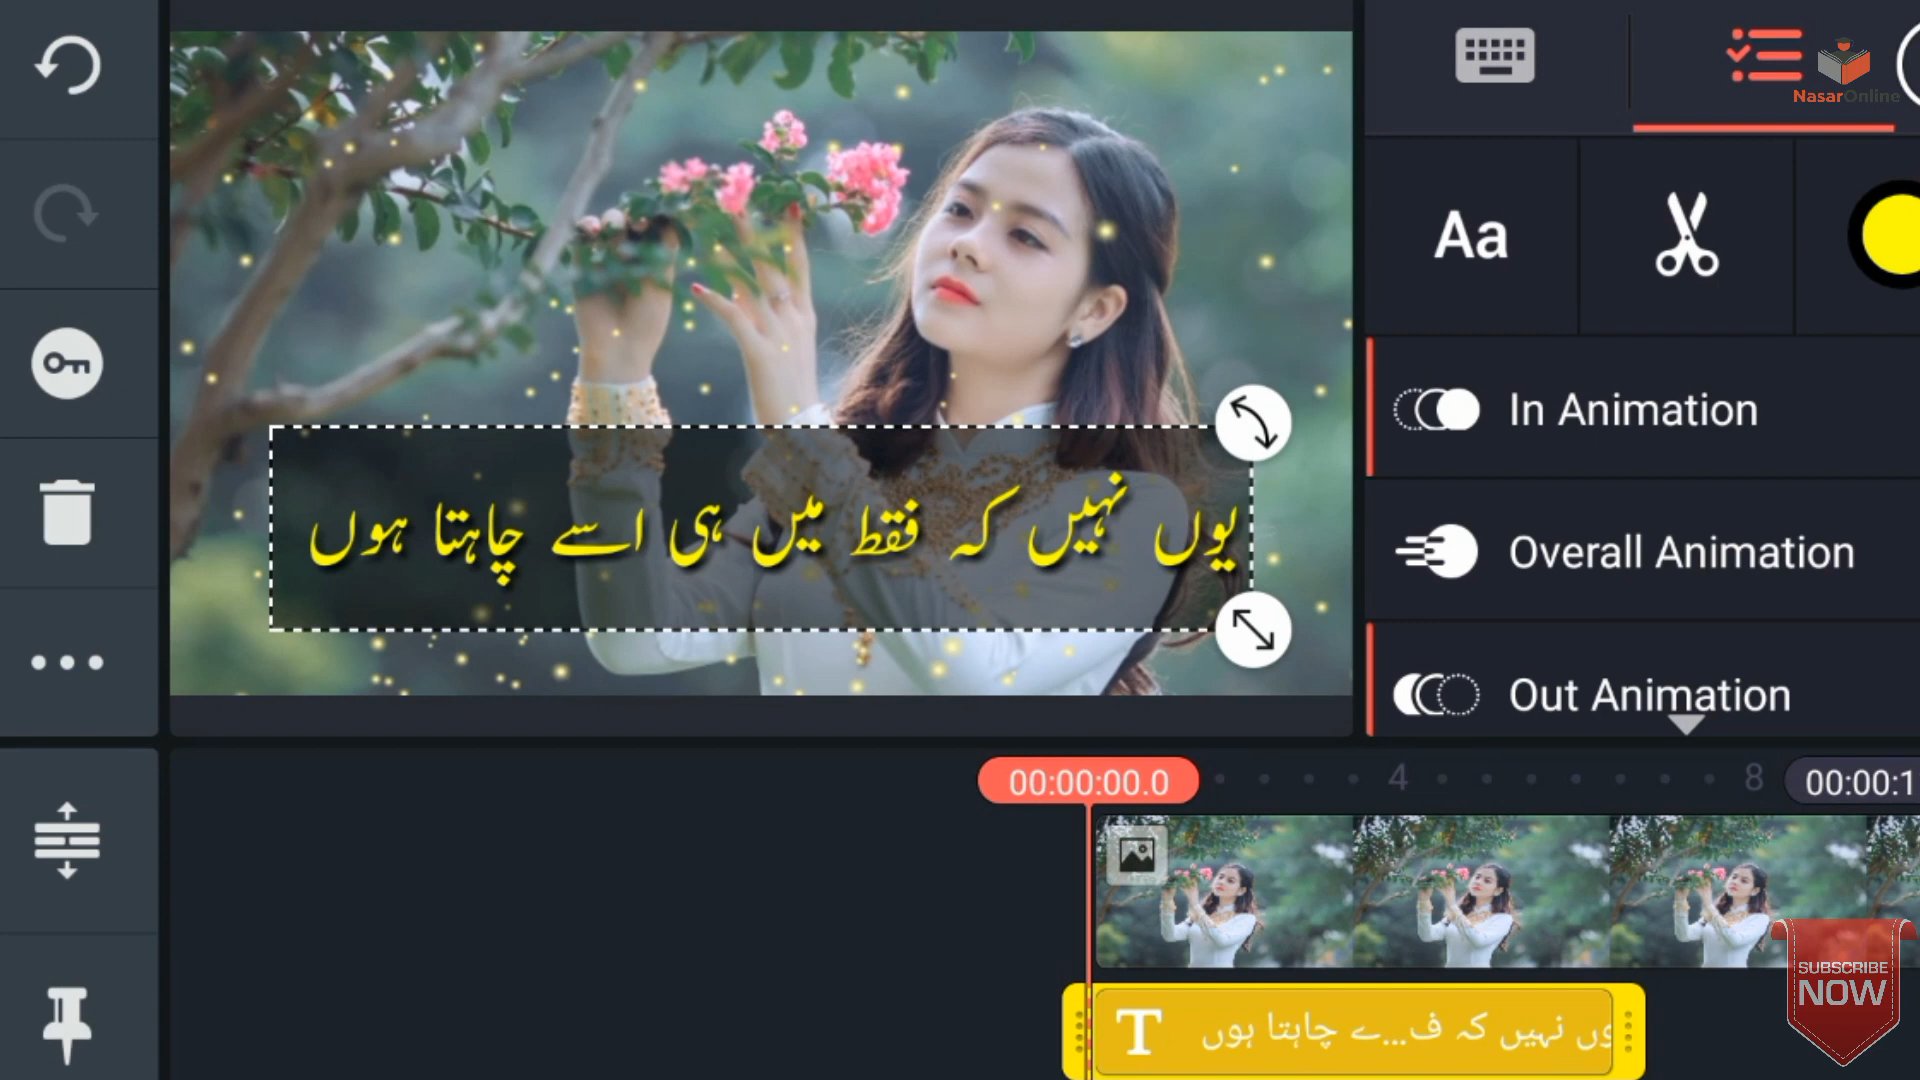 NasarOnline
Aa
In Animation
یوں نہیں کہ فقط میں ہی اسے چاہتا ہوں
Overall Animation
Out Animation
00:00:00.0
4
8
00:00:1
SUBSCRIBE
NOW
T
وں نہیں کہ ف...ے چاہتا ہوں